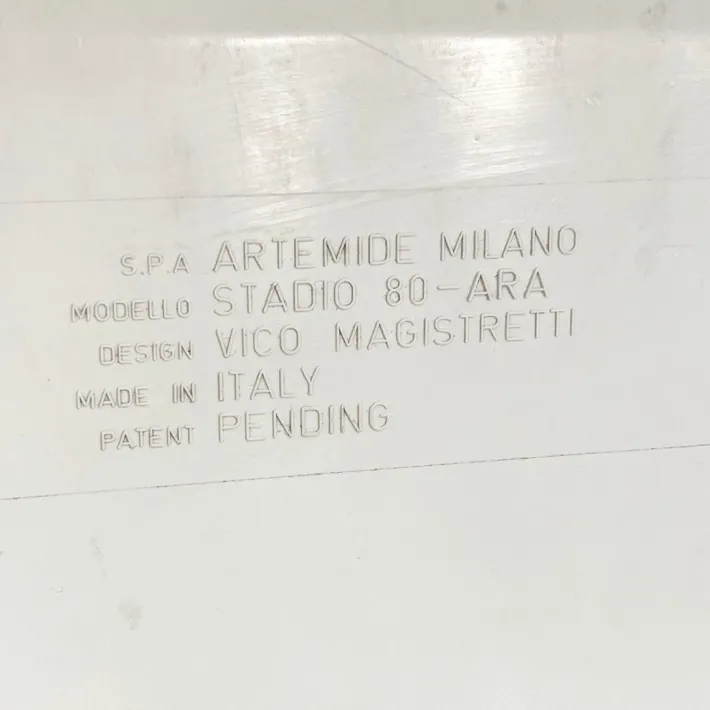 S.P.A ARTEMIDE MILANO
MODELLO STADIO 80-ARA
DESIGN VICO MAGISTRETTI
MADE IN ITALY
PATENT PENDING